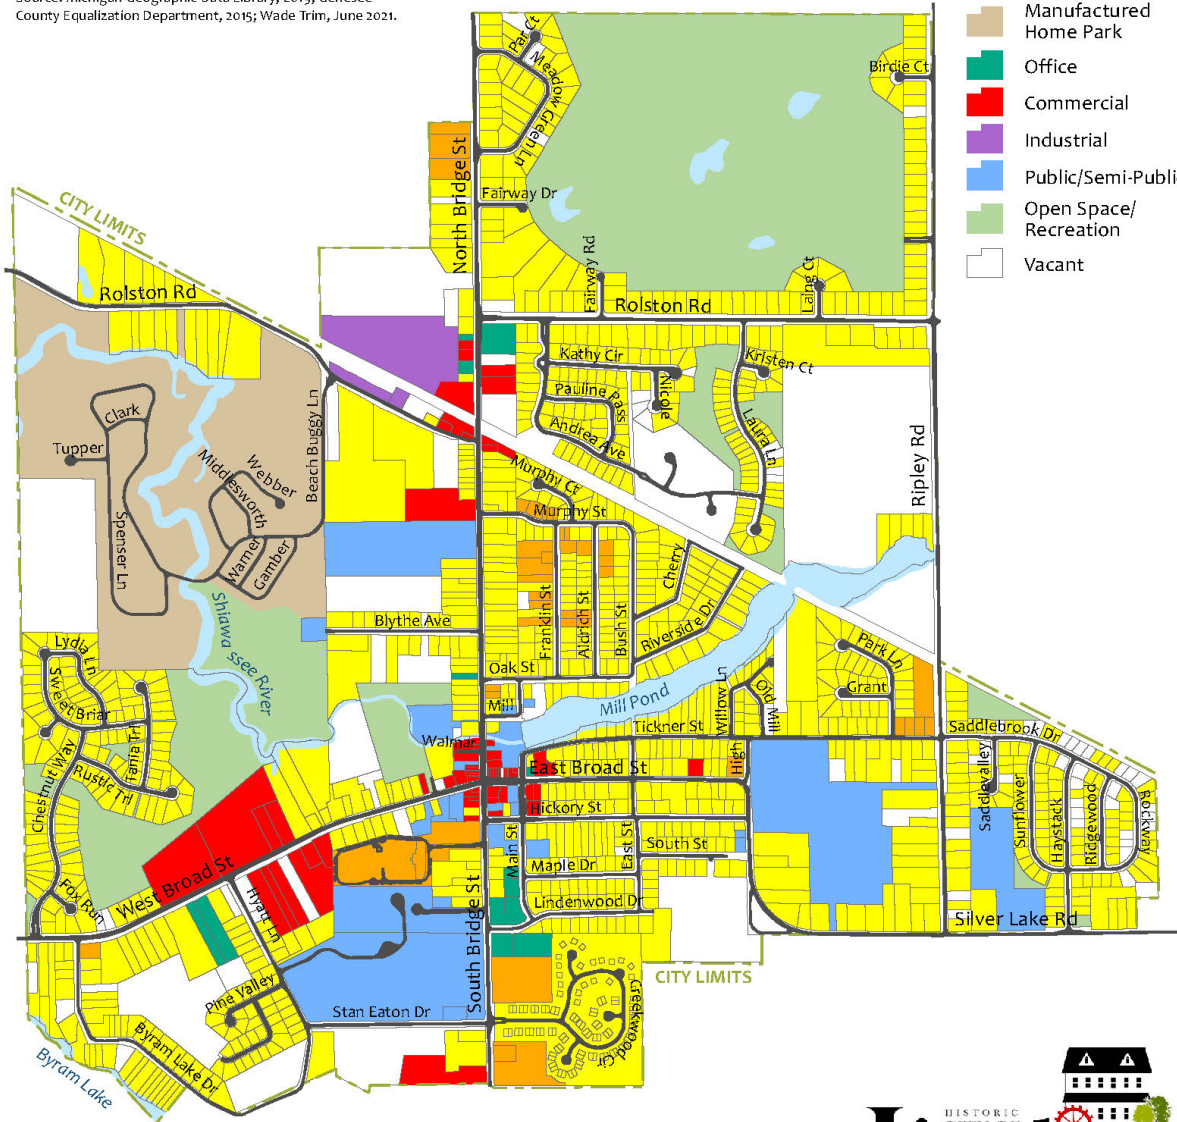 County Equalization Department, 2015; Wade Trim, June 2021.
Manufactured
Home Park
Office
Commercial
Industrial
Public/Semi-Public
Open Space/
Recreation
Vacant
Par Ct
Meadow Green Ln
Birdie Ct
North Bridge St
Fairway Dr
CITY LIMITS
Rolston Rd
Fairway Rd
Laing Ct
Rolston Rd
Kathy Cir
Kristen Ct
Nicole
Pauline Pass
Andrea Ave
Laura Ln
Clark
Tupper
Webber
Middlesworth
Beach Buggy Ln
Spenser Ln
Warner
Gamber
Murphy Ct
Murphy St
Ripley Rd
Cherry
Franklin St
Aldrich St
Bush St
Riverside Dr
Shiawassee River
Blythe Ave
Oak St
Lydia Ln
Sweet Briar
Park Ln
Grant
Mill
Mill Pond
Willow Ln
Old Mill
Tickner St
Walmar
Saddlebrook Dr
Chestnut Way
Rustic Trl
Tania Trl
East Broad St
High
Hickory St
Saddlevalley
Sunflower
Haystack
Ridgewood
Rockway
Main St
East St
South St
Maple Dr
Lindenwood Dr
West Broad St
Fox Run
Hyatt Ln
South Bridge St
Silver Lake Rd
CITY LIMITS
Pine Valley
Stan Eaton Dr
Creekwood Cir
Byram Lake Dr
Byram Lake
HISTORIC